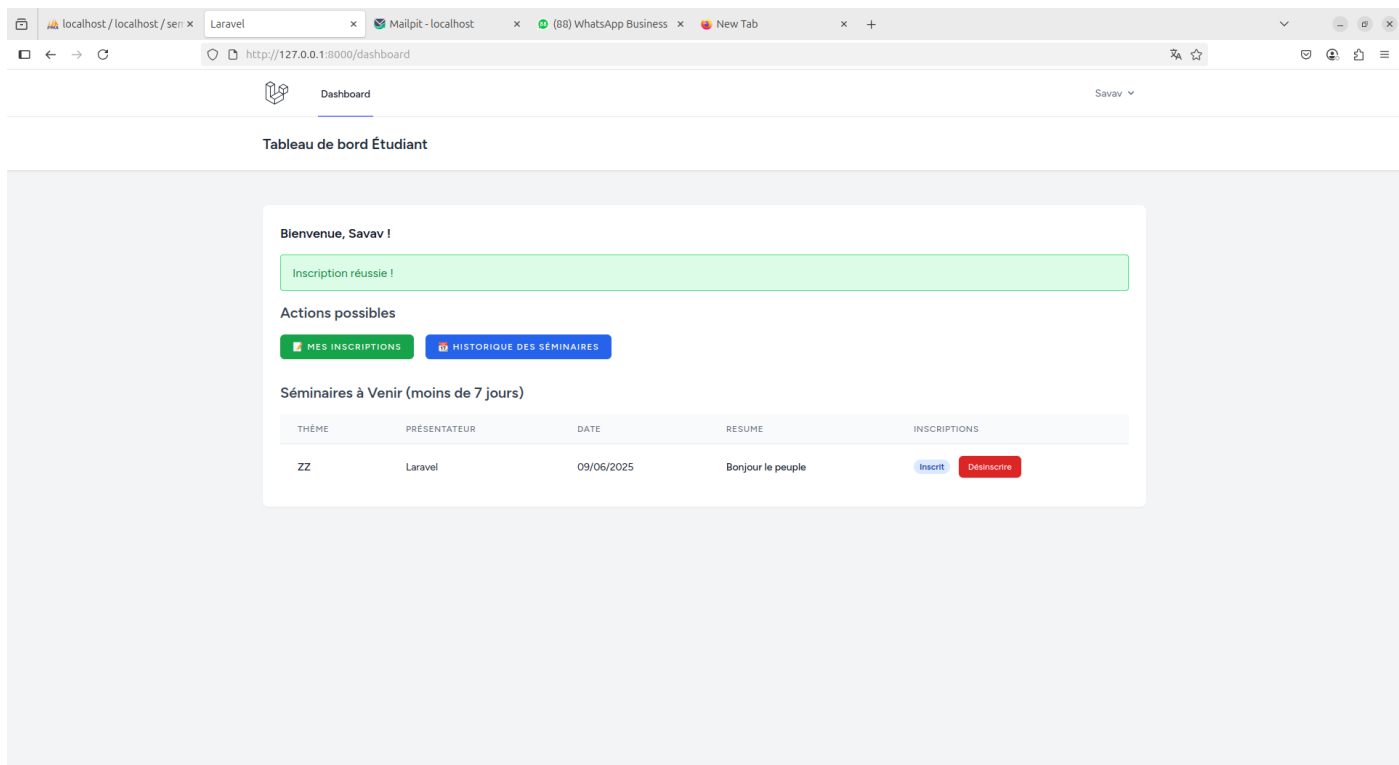 localhost / localhost / sem
Laravel
Mailpit - localhost
(88) WhatsApp Business
New Tab
http://127.0.0.1:8000/dashboard
Dashboard
Savav
Tableau de bord Étudiant
Bienvenue, Savav !
Inscription réussie !
Actions possibles
MES INSCRIPTIONS
HISTORIQUE DES SÉMINAIRES
Séminaires à Venir (moins de 7 jours)
THÈME PRÉSENTATEUR DATE RESUME INSCRIPTIONS
ZZ Laravel 09/06/2025 Bonjour le peuple Inscrit Désinscrire